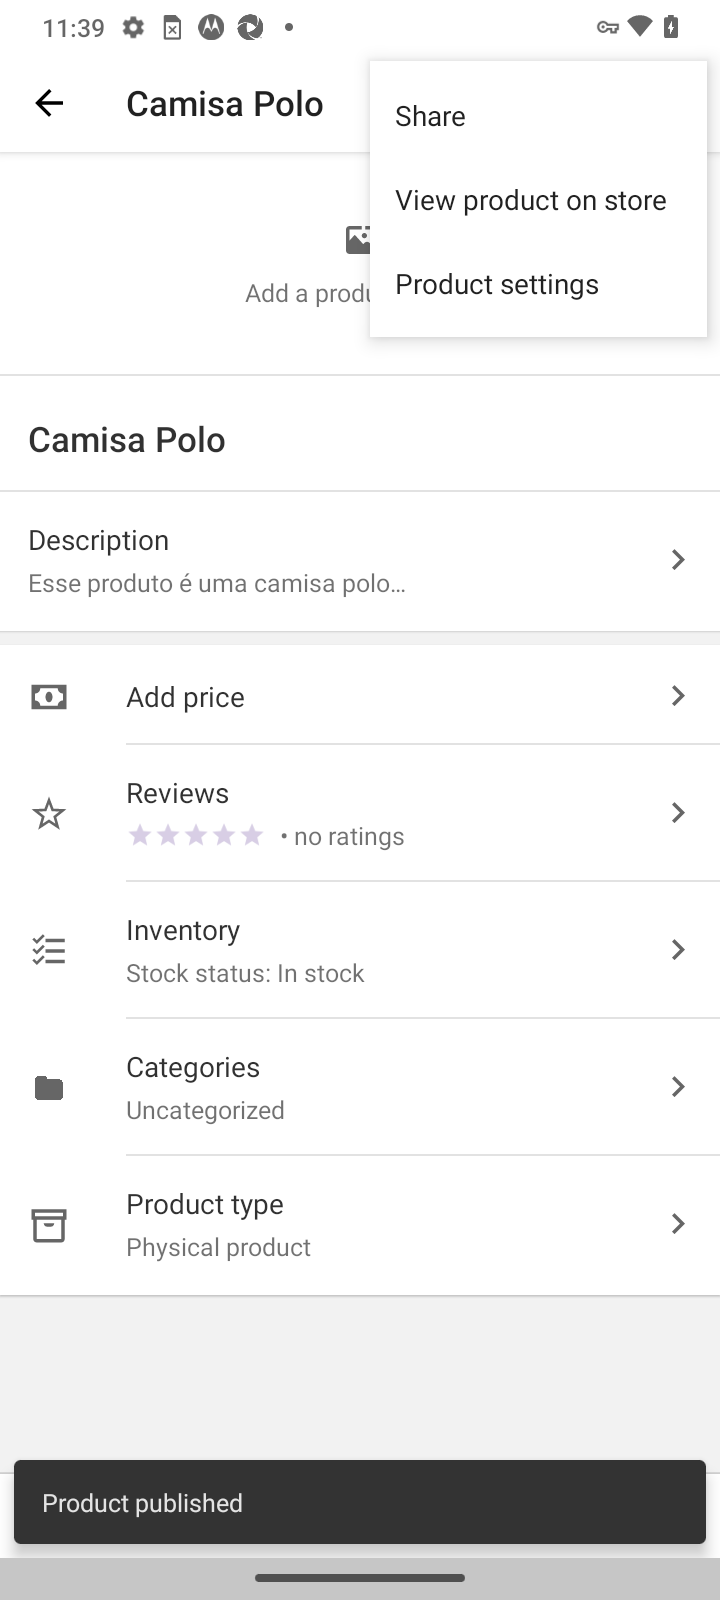 11:39
Camisa Polo
Share
View product on store
Product settings
Add a produ
Camisa Polo
Description
Esse produto é uma camisa polo…
Add price
Reviews
• no ratings
Inventory
Stock status: In stock
Categories
Uncategorized
Product type
Physical product
Product published